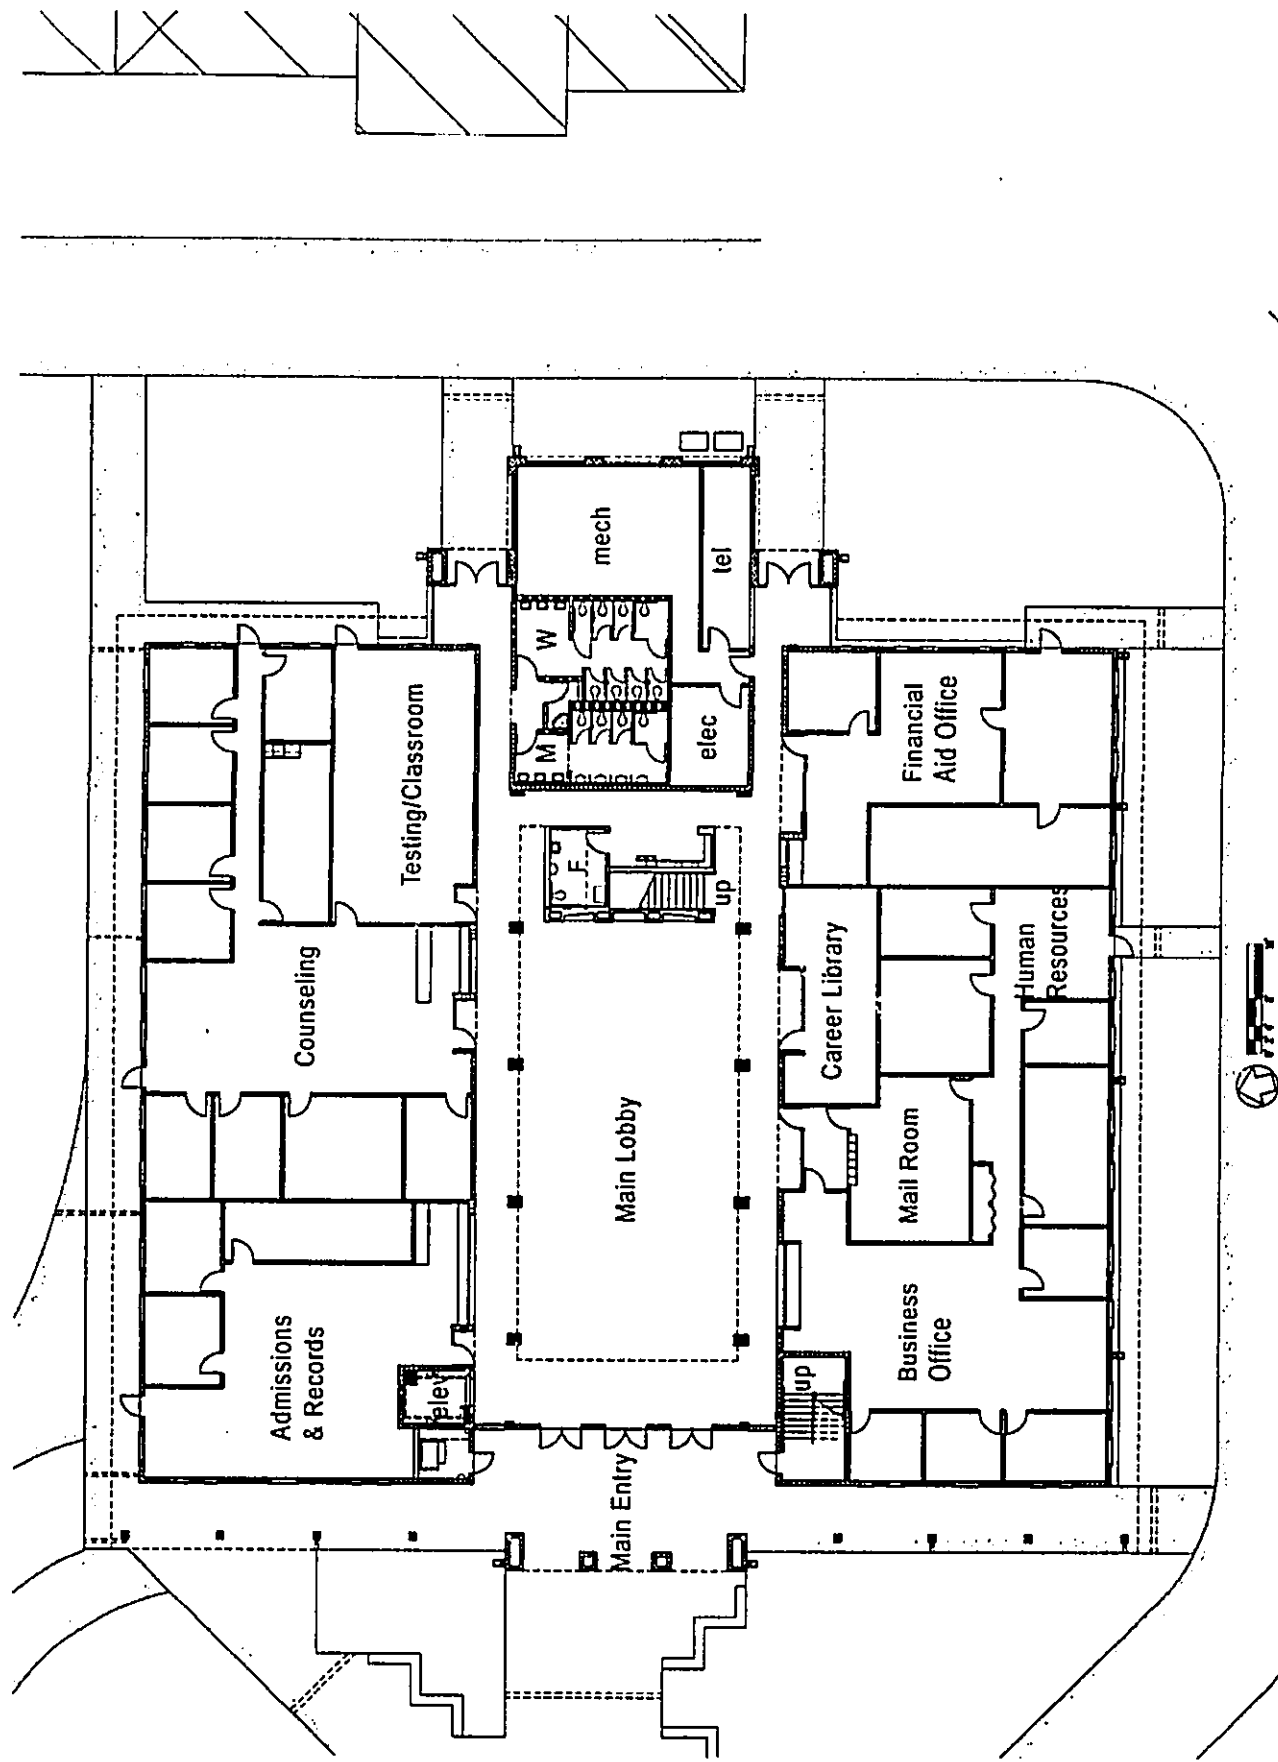 Counseling
Testing/Classroom
Admissions
& Records
elev
Main Lobby
Main Entry
M
W
F
up
mech
tel
elec
Business
Office
up
Mail Room
Career Library
Human
Resources
Financial
Aid Office